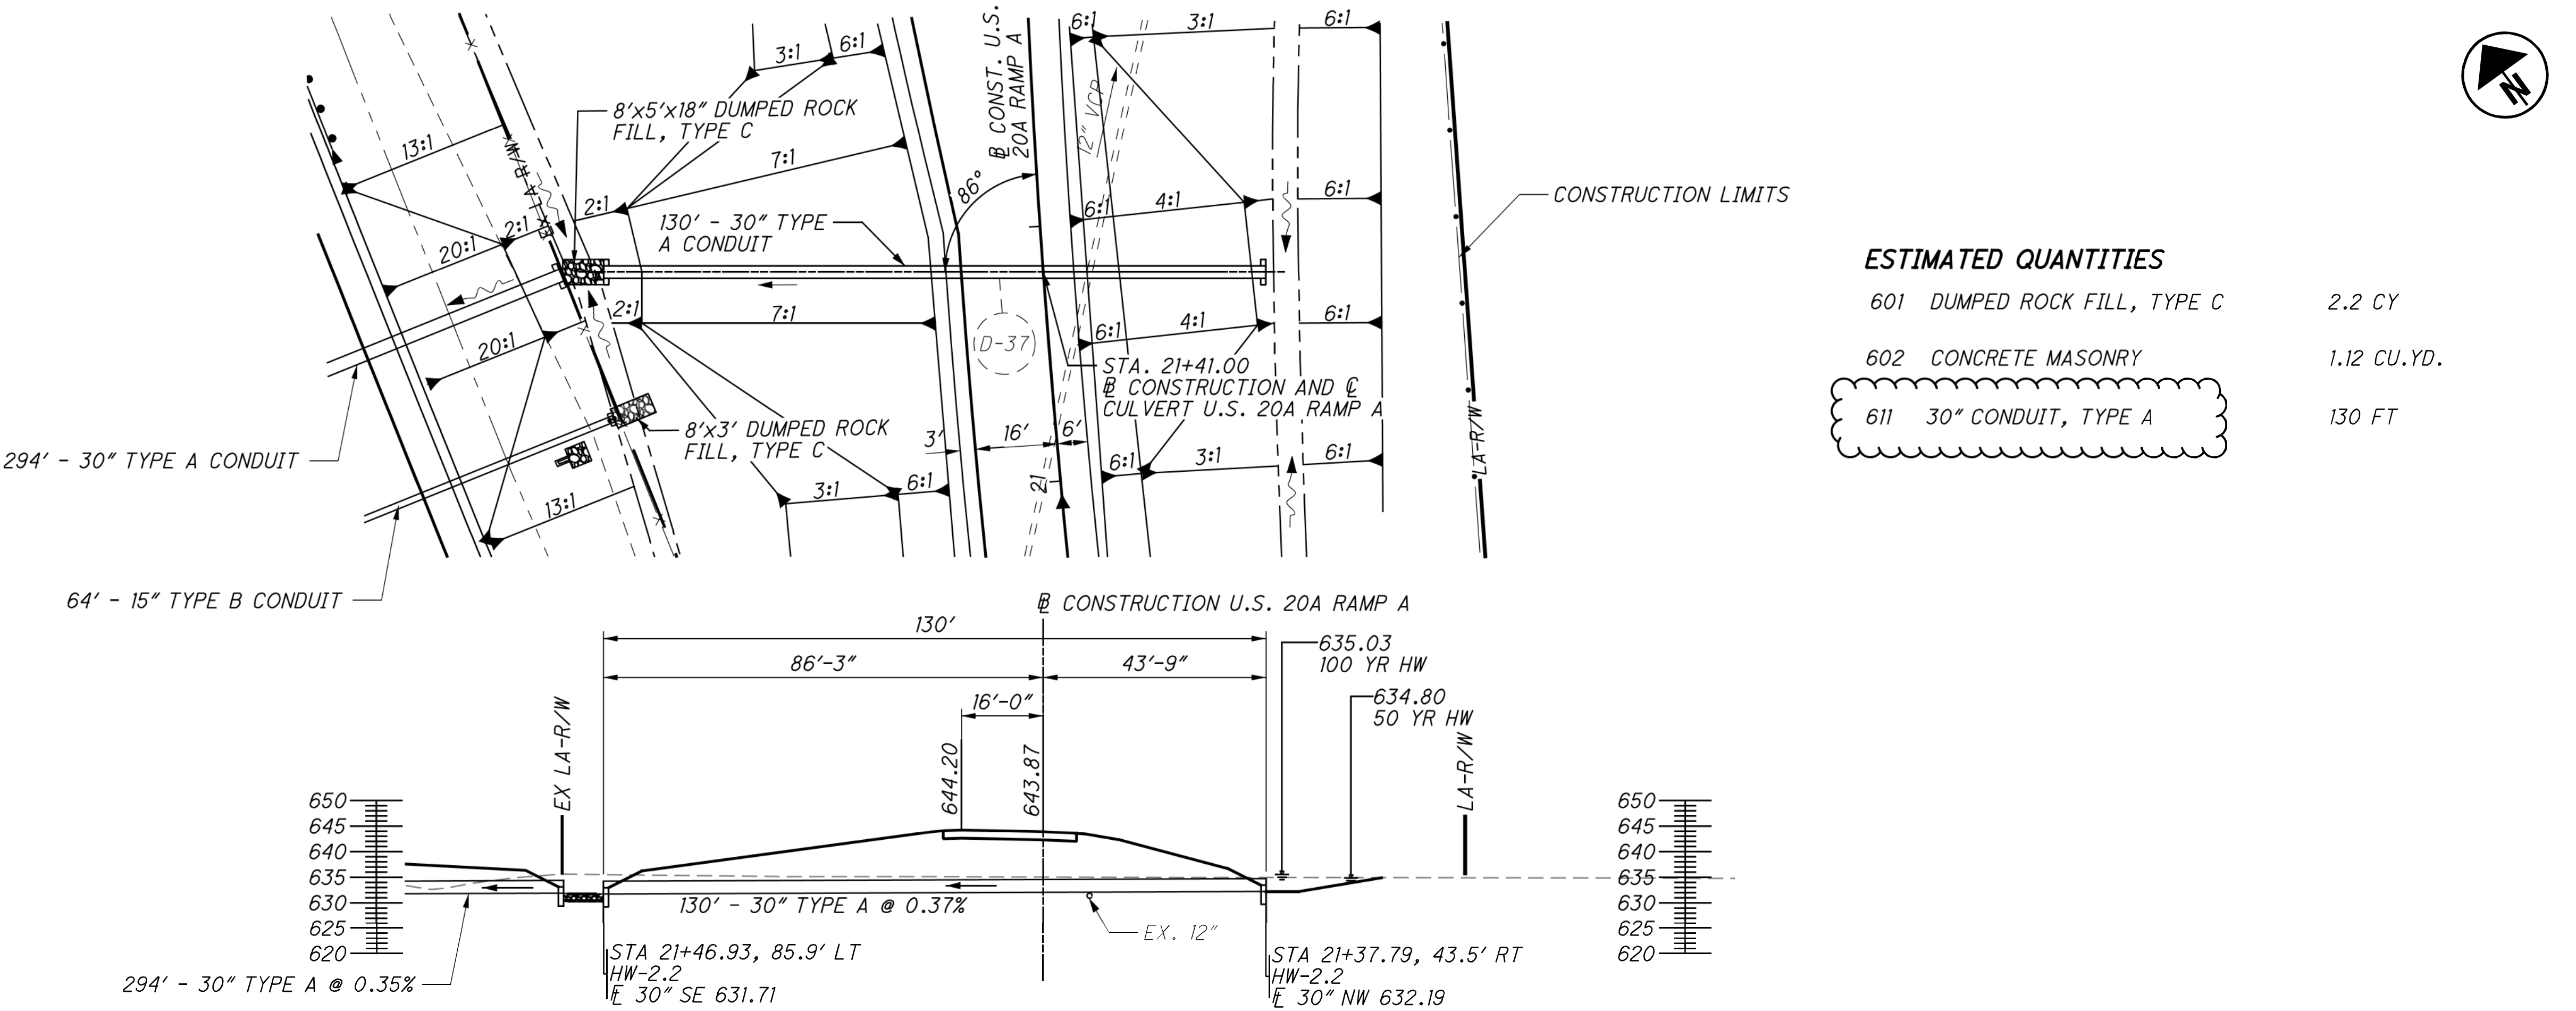 6:1
3:1
6:1
3:1
6:1
℄ CONST. U.S.
20A RAMP A
N
8'x5'x18" DUMPED ROCK
FILL, TYPE C
13:1
12" VCP
7:1
86°
LA-R/W
EX
2:1
6:1
4:1
6:1
CONSTRUCTION LIMITS
2:1
20:1
130' - 30" TYPE
A CONDUIT
ESTIMATED QUANTITIES
601 DUMPED ROCK FILL, TYPE C 2.2 CY
602 CONCRETE MASONRY 1.12 CU.YD.
611 30" CONDUIT, TYPE A 130 FT
2:1
7:1
6:1
4:1
6:1
20:1
D-37
STA. 21+41.00
℄ CONSTRUCTION AND ℄
CULVERT U.S. 20A RAMP A
8'x3' DUMPED ROCK
FILL, TYPE C
3'
16'
6'
LA-R/W
294' - 30" TYPE A CONDUIT
6:1
3:1
6:1
3:1
6:1
21
13:1
64' - 15" TYPE B CONDUIT
℄ CONSTRUCTION U.S. 20A RAMP A
130'
635.03
100 YR HW
86'-3"
43'-9"
634.80
50 YR HW
16'-0"
EX LA-R/W
644.20
643.87
LA-R/W
650
645
640
635
630
625
620
650
645
640
635
630
625
620
130' - 30" TYPE A @ 0.37%
EX. 12"
294' - 30" TYPE A @ 0.35%
STA 21+46.93, 85.9' LT
HW-2.2
℄ 30" SE 631.71
STA 21+37.79, 43.5' RT
HW-2.2
℄ 30" NW 632.19